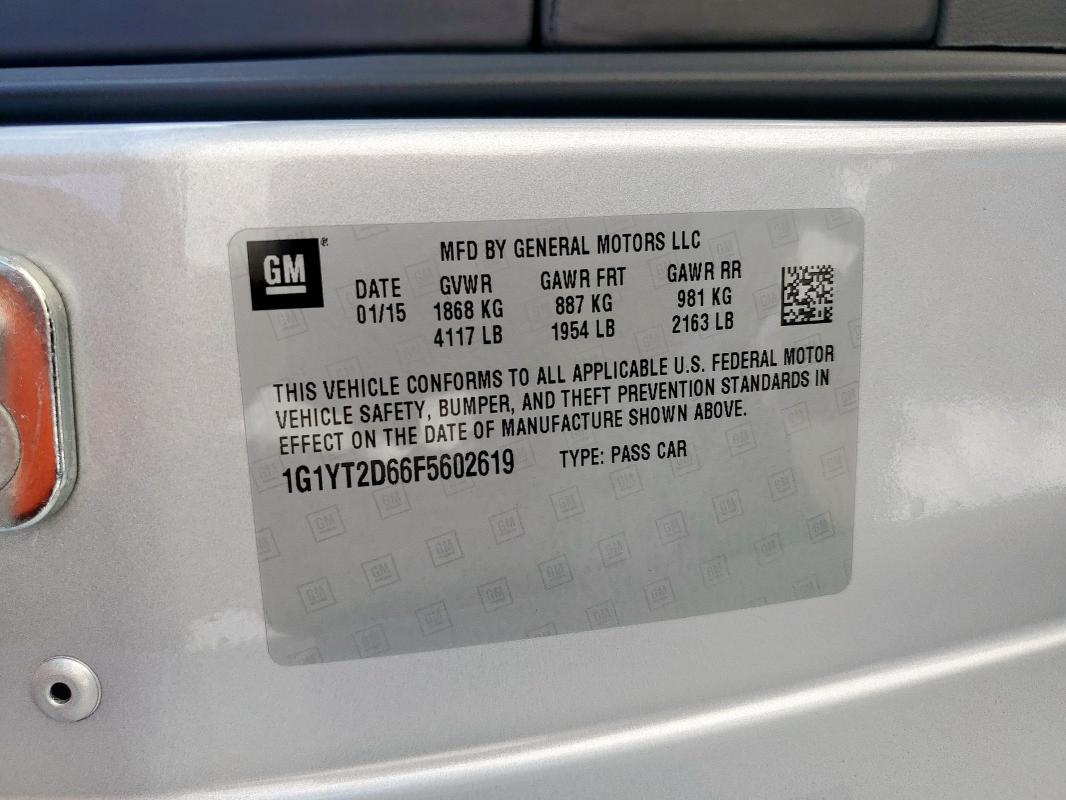 GM®
MFD BY GENERAL MOTORS LLC
DATE GVWR GAWR FRT GAWR RR
01/15 1868 KG 887 KG 981 KG
4117 LB 1954 LB 2163 LB
THIS VEHICLE CONFORMS TO ALL APPLICABLE U.S. FEDERAL MOTOR
VEHICLE SAFETY, BUMPER, AND THEFT PREVENTION STANDARDS IN
EFFECT ON THE DATE OF MANUFACTURE SHOWN ABOVE.
1G1YT2D66F5602619 TYPE: PASS CAR